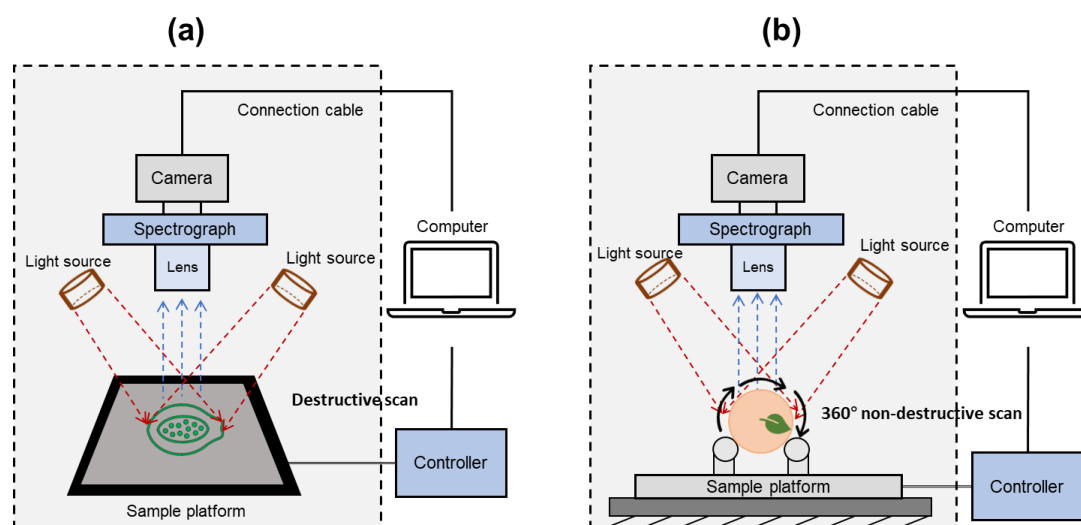 (a)
Connection cable
Camera
Spectrograph
Computer
Light source
Lens
Light source
Destructive scan
Controller
Sample platform
(b)
Connection cable
Camera
Spectrograph
Computer
Light source
Lens
Light source
360° non-destructive scan
Sample platform
Controller